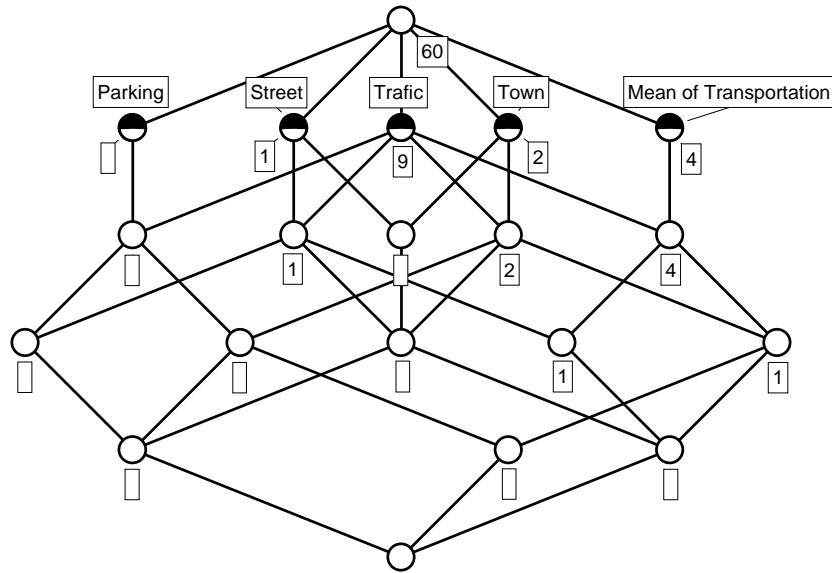 60
Parking
Street
Trafic
Town
Mean of Transportation
1
9
2
4
1
2
4
1
1